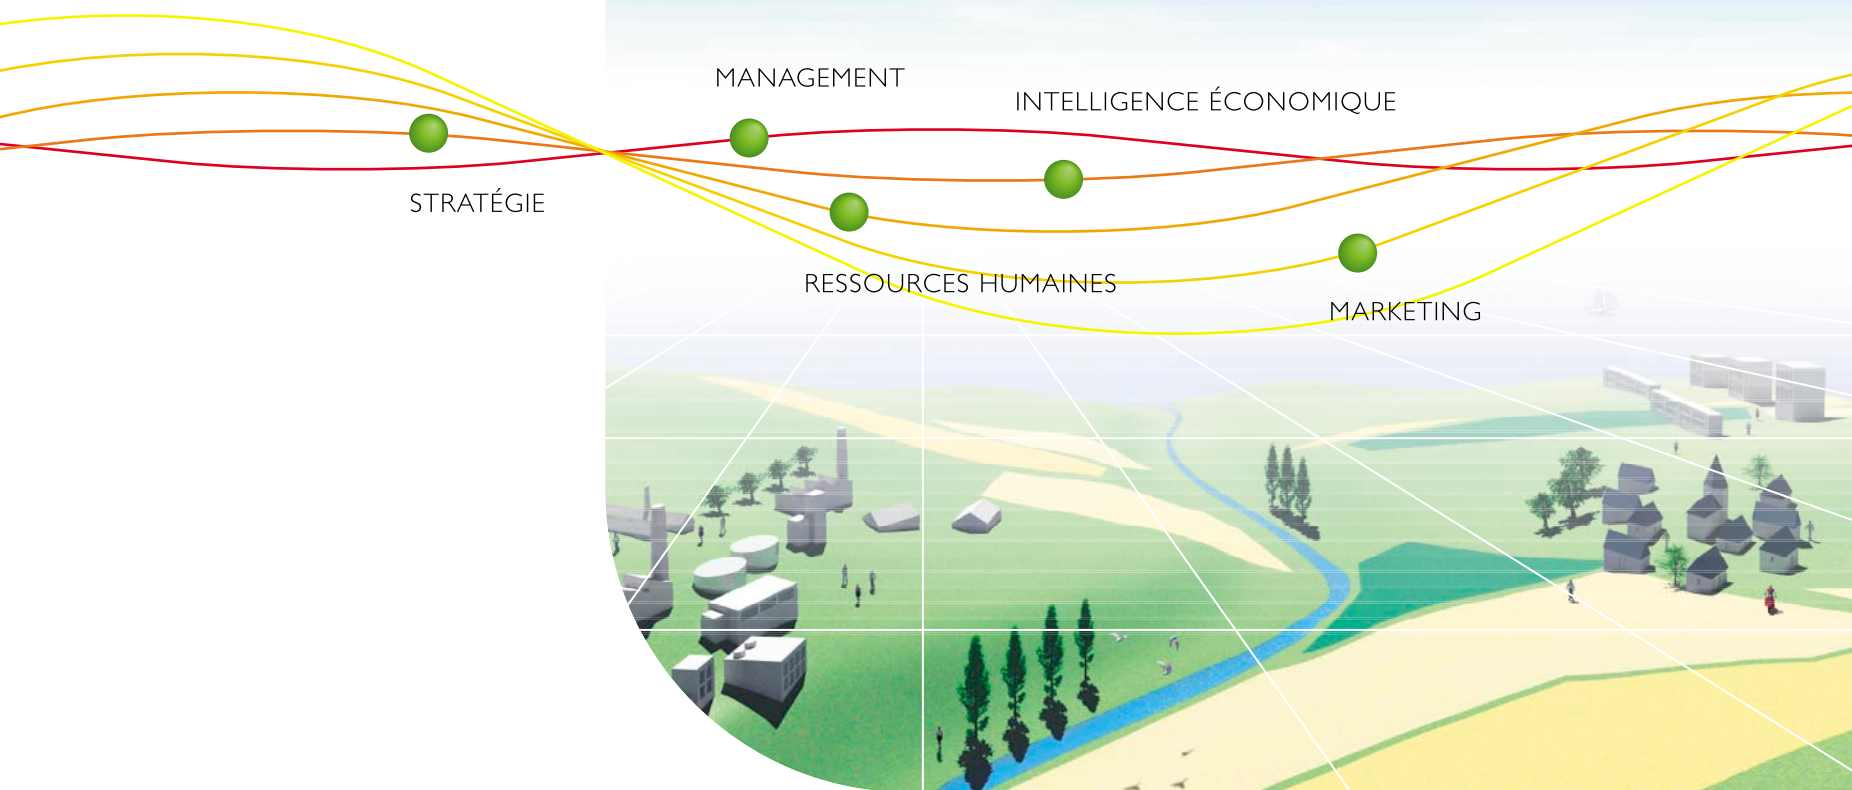 MANAGEMENT
INTELLIGENCE ÉCONOMIQUE
STRATÉGIE
RESSOURCES HUMAINES
MARKETING